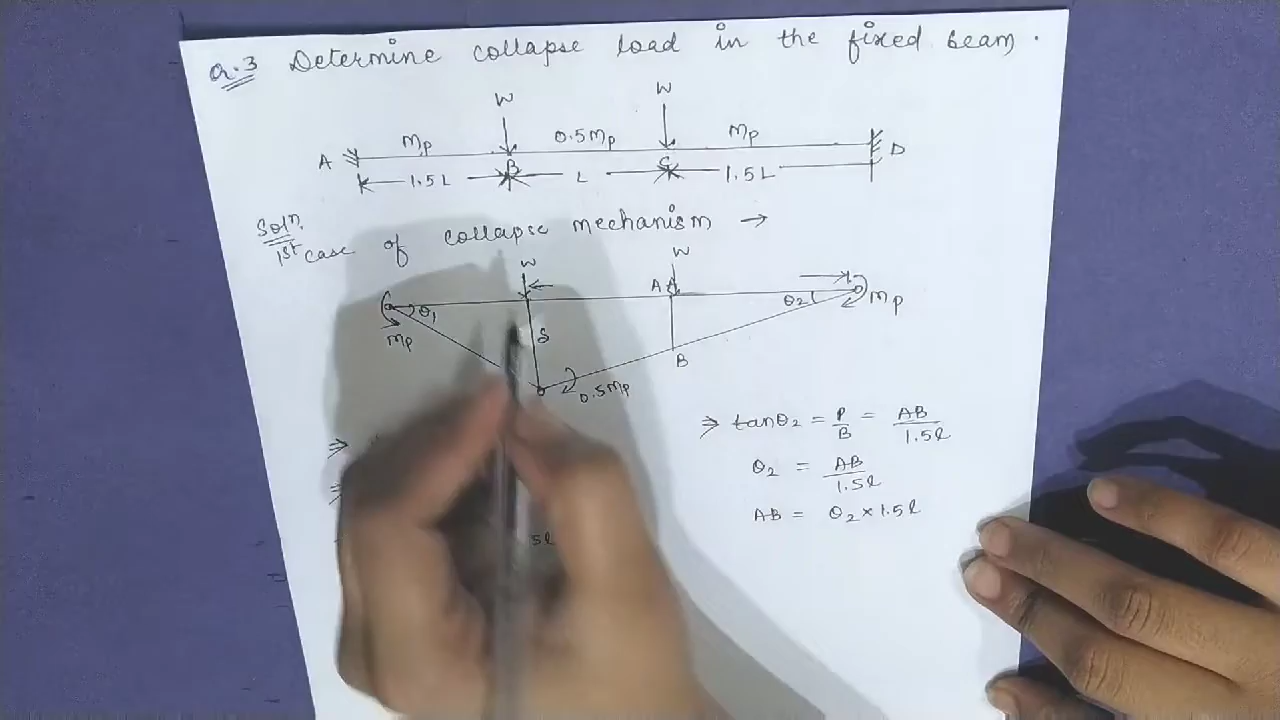 Q.3 Determine collapse load in the fixed beam.
W W
A Mp 0.5Mp Mp D
B C
1.5L L 1.5L
Solⁿ.
1st case of collapse mechanism →
W W
A
θ1 θ2 Mp
Mp δ B
0.5Mp
⇒ tanθ2 = P/B = AB/1.5l
θ2 = AB/1.5l
AB = θ2 × 1.5l
5l